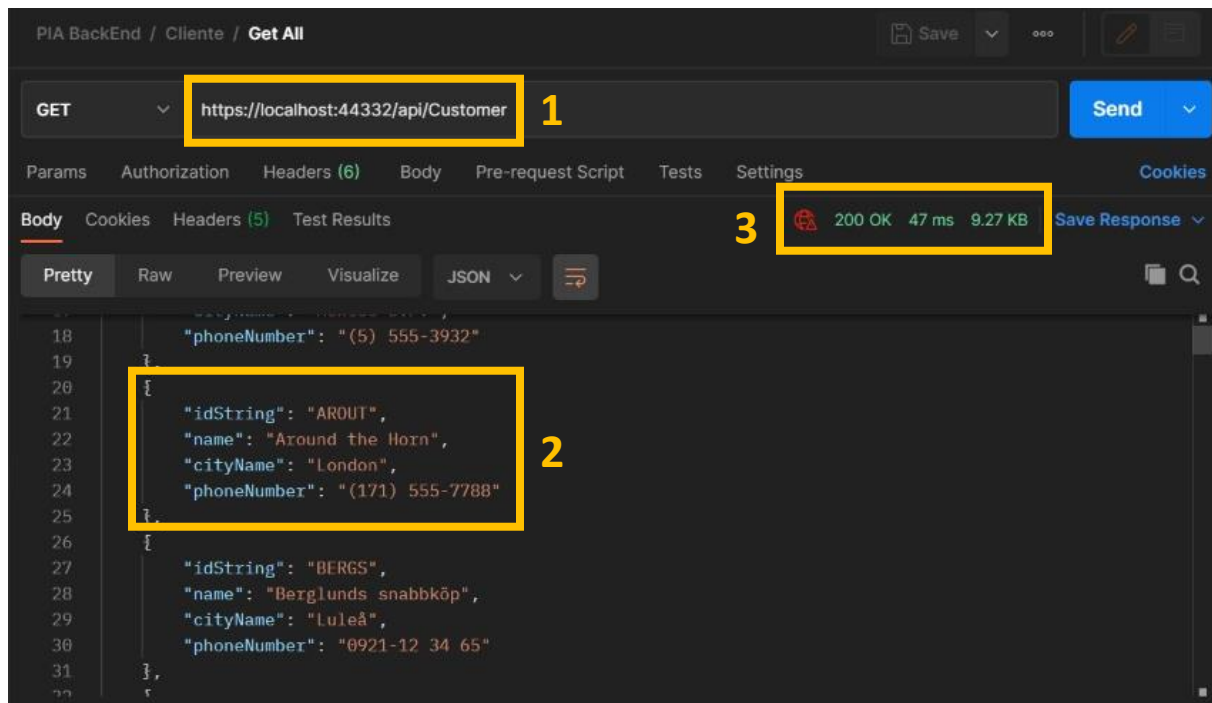 PIA BackEnd / Cliente / Get All
Save
GET https://localhost:44332/api/Customer 1 Send
Params Authorization Headers (6) Body Pre-request Script Tests Settings Cookies
Body Cookies Headers (5) Test Results 3 200 OK 47 ms 9.27 KB Save Response
Pretty Raw Preview Visualize JSON
18 "phoneNumber": "(5) 555-3932"
19 },
20 {
21 "idString": "AROUT",
22 "name": "Around the Horn",
23 "cityName": "London",
2
24 "phoneNumber": "(171) 555-7788"
25 },
26 {
27 "idString": "BERGS",
28 "name": "Berglunds snabbköp",
29 "cityName": "Luleå",
30 "phoneNumber": "0921-12 34 65"
31 },